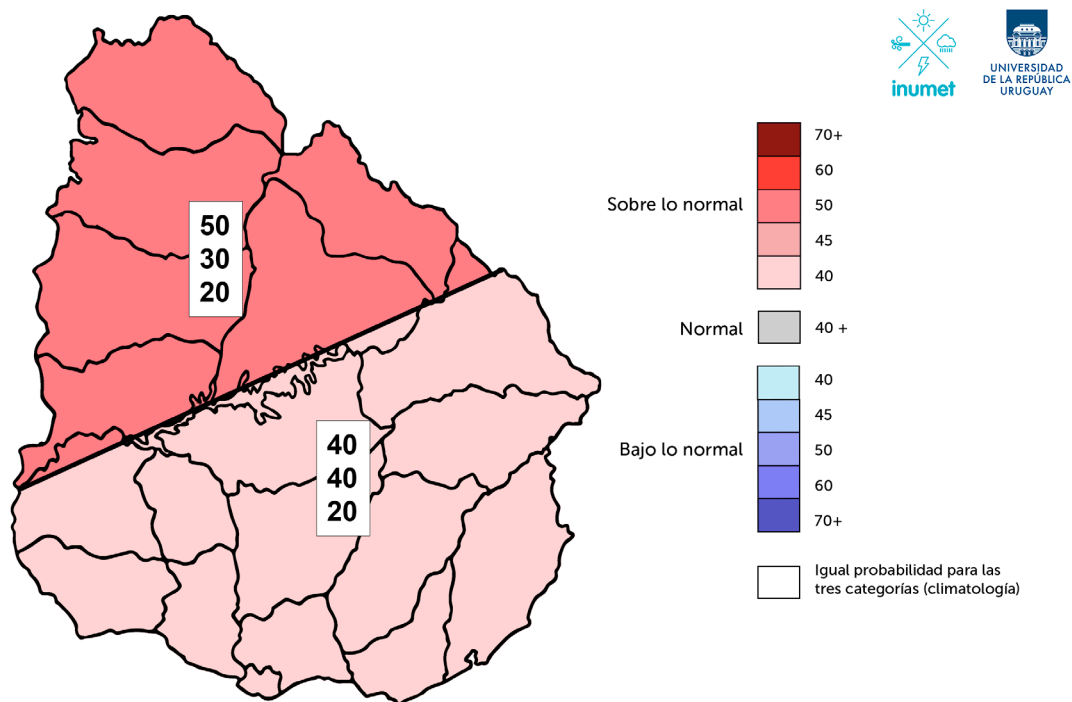 inumet
UNIVERSIDAD
DE LA REPÚBLICA
URUGUAY
50
30
20
40
40
20
Sobre lo normal
70+
60
50
45
40
Normal
40 +
Bajo lo normal
40
45
50
60
70+
Igual probabilidad para las
tres categorías (climatología)